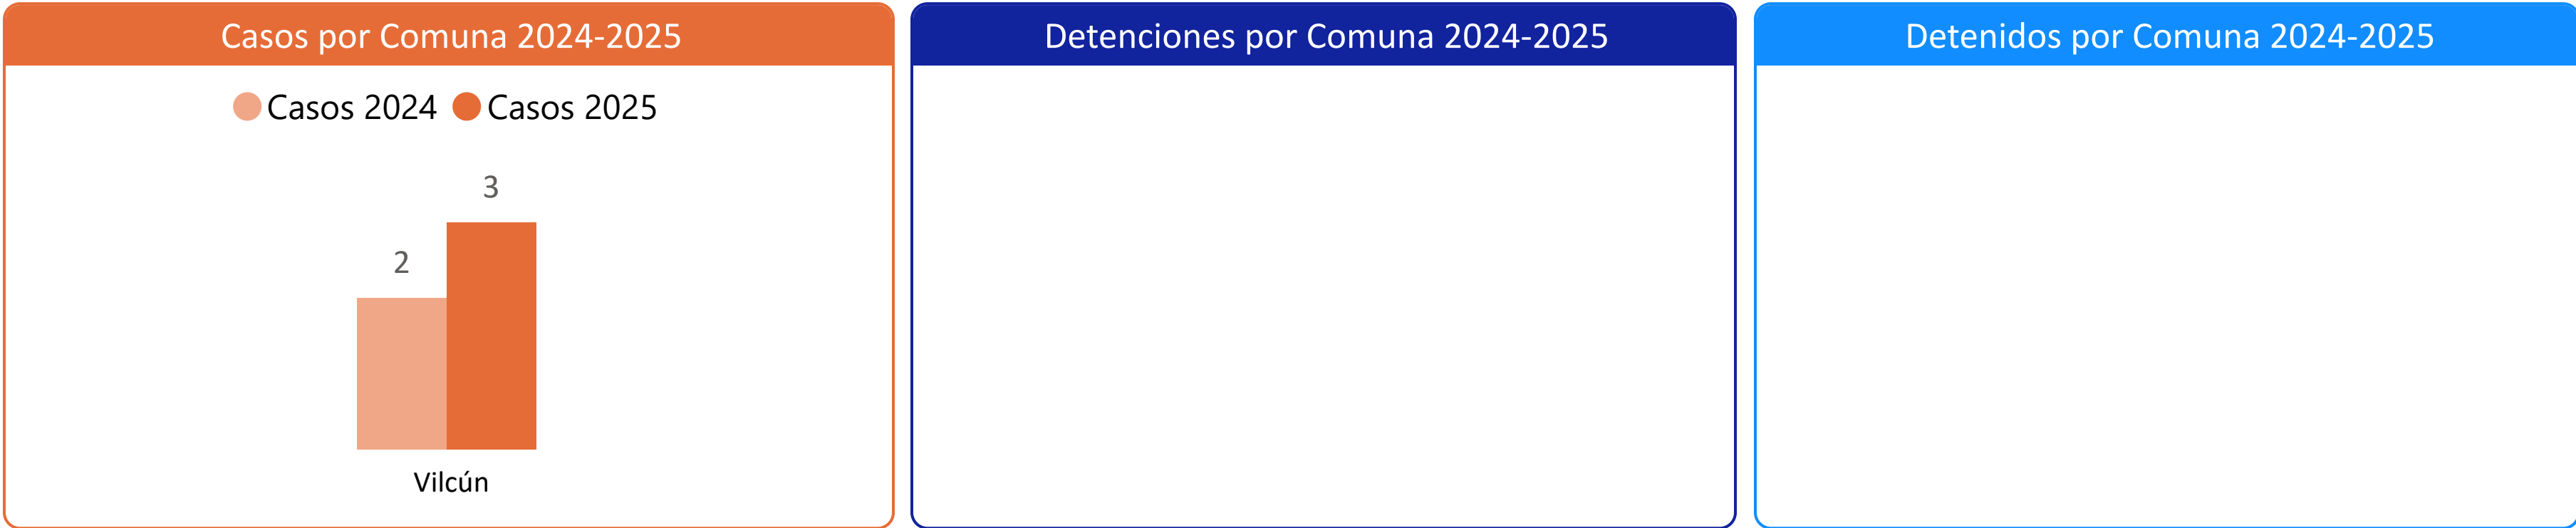 Casos por Comuna 2024-2025
Casos 2024 Casos 2025
2
3
Vilcún
Detenciones por Comuna 2024-2025
Detenidos por Comuna 2024-2025